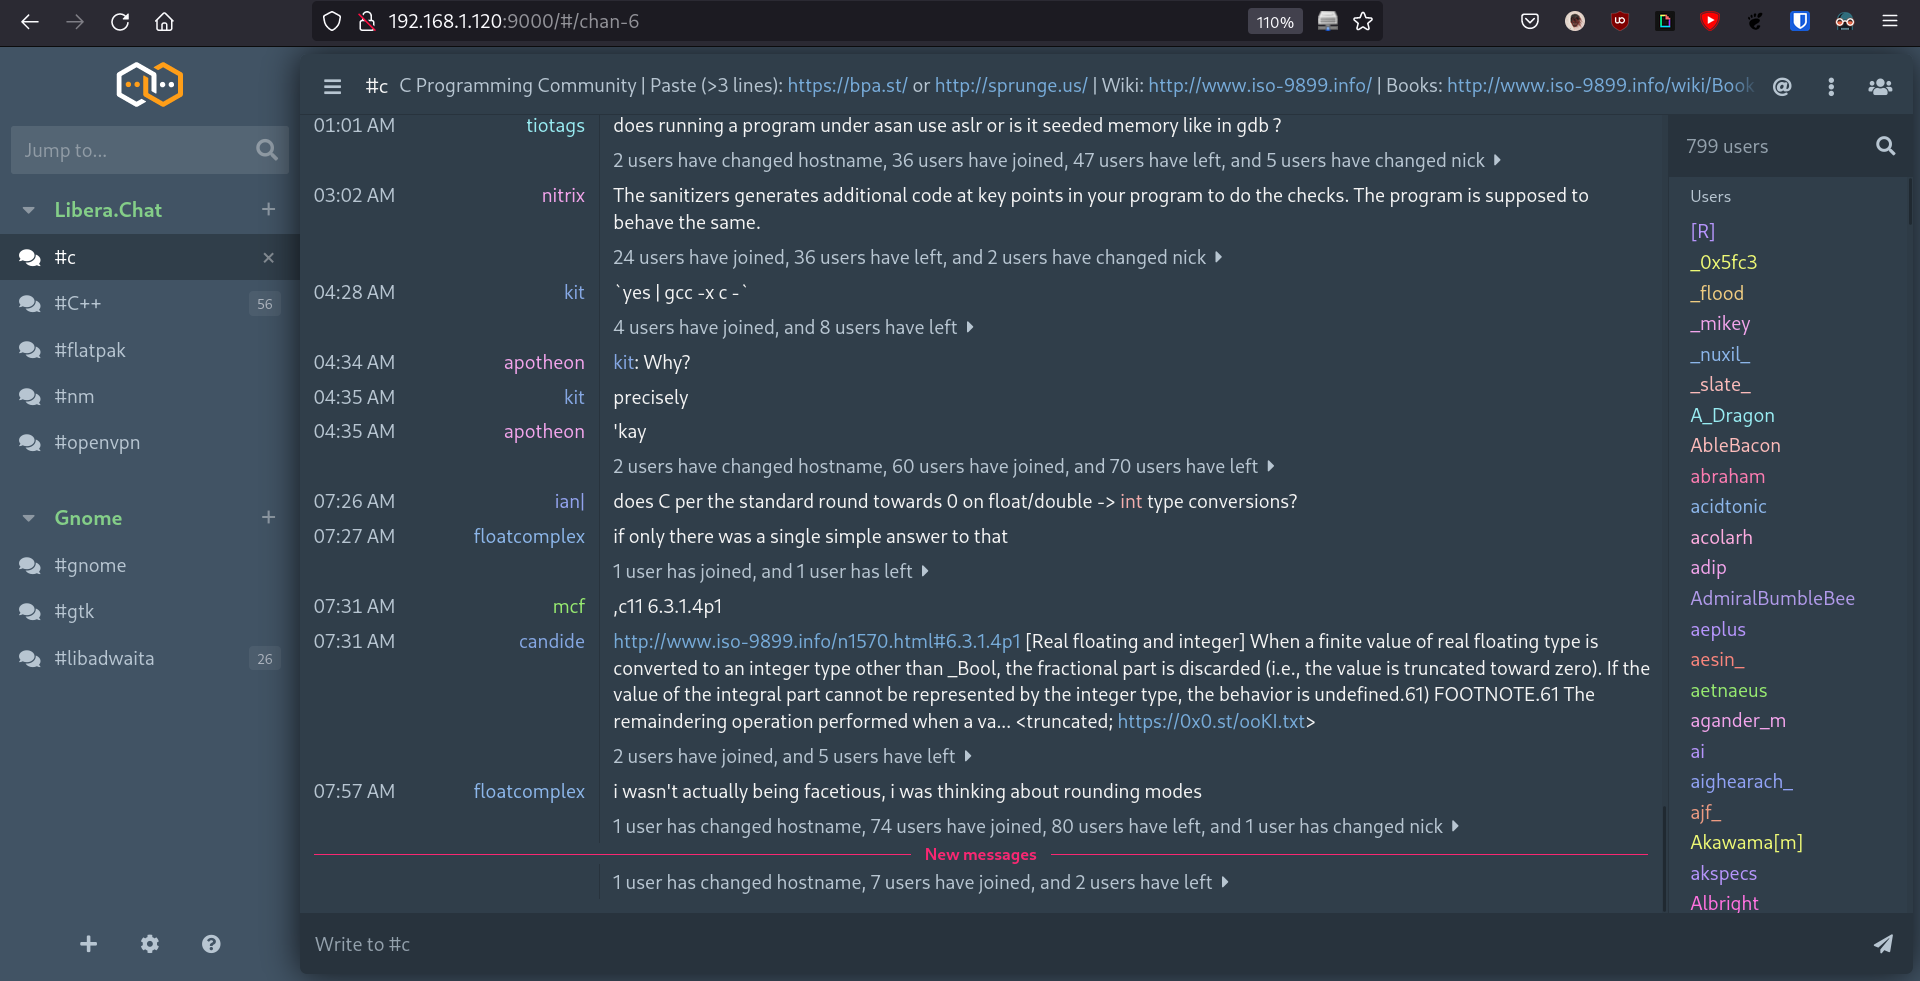 192.168.1.120:9000/#/chan-6
110%
Jump to...
Libera.Chat
#c
#C++ 56
#flatpak
#nm
#openvpn
Gnome
#gnome
#gtk
#libadwaita 26
#c C Programming Community | Paste (>3 lines): https://bpa.st/ or http://sprunge.us/ | Wiki: http://www.iso-9899.info/ | Books: http://www.iso-9899.info/wiki/Book
01:01 AM tiotags does running a program under asan use aslr or is it seeded memory like in gdb ?
2 users have changed hostname, 36 users have joined, 47 users have left, and 5 users have changed nick
03:02 AM nitrix The sanitizers generates additional code at key points in your program to do the checks. The program is supposed to
behave the same.
24 users have joined, 36 users have left, and 2 users have changed nick
04:28 AM kit `yes | gcc -x c -`
4 users have joined, and 8 users have left
04:34 AM apotheon kit: Why?
04:35 AM kit precisely
04:35 AM apotheon 'kay
2 users have changed hostname, 60 users have joined, and 70 users have left
07:26 AM ian| does C per the standard round towards 0 on float/double -> int type conversions?
07:27 AM floatcomplex if only there was a single simple answer to that
1 user has joined, and 1 user has left
07:31 AM mcf ,c11 6.3.1.4p1
07:31 AM candide http://www.iso-9899.info/n1570.html#6.3.1.4p1 [Real floating and integer] When a finite value of real floating type is
converted to an integer type other than _Bool, the fractional part is discarded (i.e., the value is truncated toward zero). If the
value of the integral part cannot be represented by the integer type, the behavior is undefined.61) FOOTNOTE.61 The
remaindering operation performed when a va... <truncated; https://0x0.st/ooKI.txt>
2 users have joined, and 5 users have left
07:57 AM floatcomplex i wasn't actually being facetious, i was thinking about rounding modes
1 user has changed hostname, 74 users have joined, 80 users have left, and 1 user has changed nick
New messages
1 user has changed hostname, 7 users have joined, and 2 users have left
Write to #c
799 users
Users
[R]
_0x5fc3
_flood
_mikey
_nuxil_
_slate_
A_Dragon
AbleBacon
abraham
acidtonic
acolarh
adip
AdmiralBumbleBee
aeplus
aesin_
aetnaeus
agander_m
ai
aighearach_
ajf_
Akawama[m]
akspecs
Albright